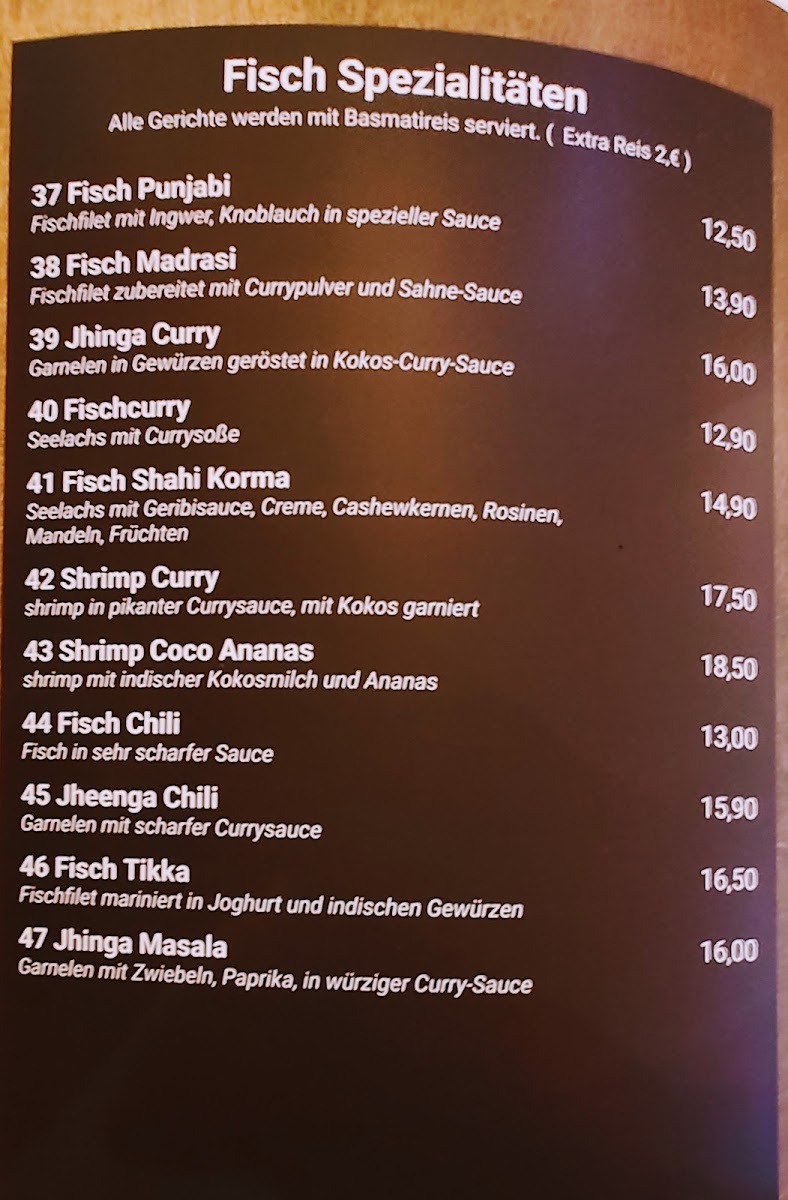 Fisch Spezialitäten
Alle Gerichte werden mit Basmatireis serviert. ( Extra Reis 2,€ )
37 Fisch Punjabi
Fischfilet mit Ingwer, Knoblauch in spezieller Sauce 12,50
38 Fisch Madrasi
Fischfilet zubereitet mit Currypulver und Sahne-Sauce 13,90
39 Jhinga Curry
Garnelen in Gewürzen geröstet in Kokos-Curry-Sauce 16,00
40 Fischcurry
Seelachs mit Currysoße 12,90
41 Fisch Shahi Korma
Seelachs mit Geribisauce, Creme, Cashewkernen, Rosinen, 14,90
Mandeln, Früchten
42 Shrimp Curry
shrimp in pikanter Currysauce, mit Kokos garniert 17,50
43 Shrimp Coco Ananas
shrimp mit indischer Kokosmilch und Ananas 18,50
44 Fisch Chili
Fisch in sehr scharfer Sauce 13,00
45 Jheenga Chili
Garnelen mit scharfer Currysauce 15,90
46 Fisch Tikka
Fischfilet mariniert in Joghurt und indischen Gewürzen 16,50
47 Jhinga Masala
Garnelen mit Zwiebeln, Paprika, in würziger Curry-Sauce 16,00